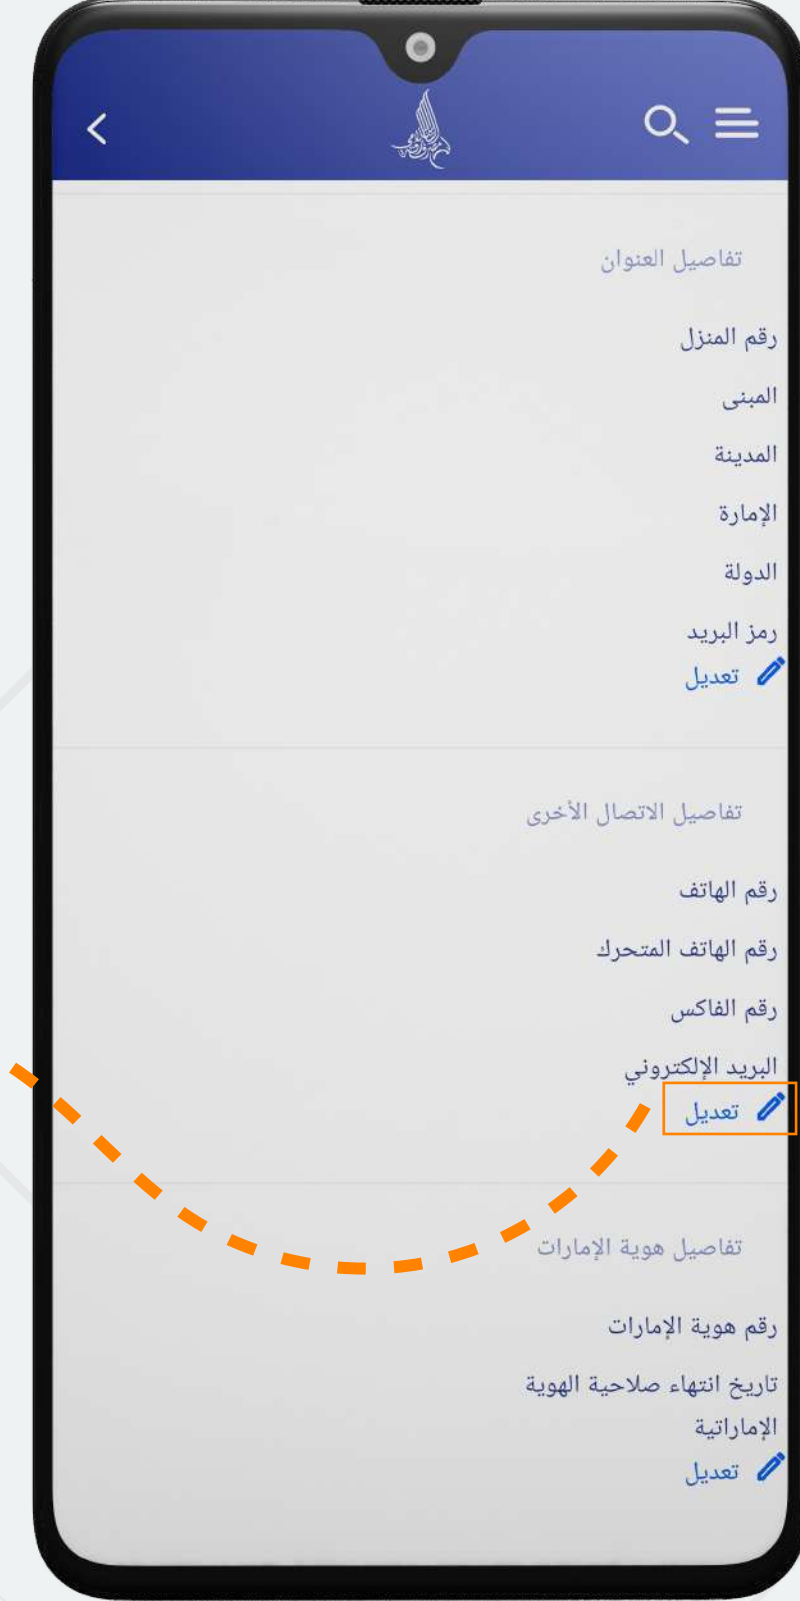 تفاصيل العنوان
رقم المنزل
المبنى
المدينة
الإمارة
الدولة
رمز البريد
تعديل
تفاصيل الاتصال الأخرى
رقم الهاتف
رقم الهاتف المتحرك
رقم الفاكس
البريد الإلكتروني
تعديل
تفاصيل هوية الإمارات
رقم هوية الإمارات
تاريخ انتهاء صلاحية الهوية
الإماراتية
تعديل